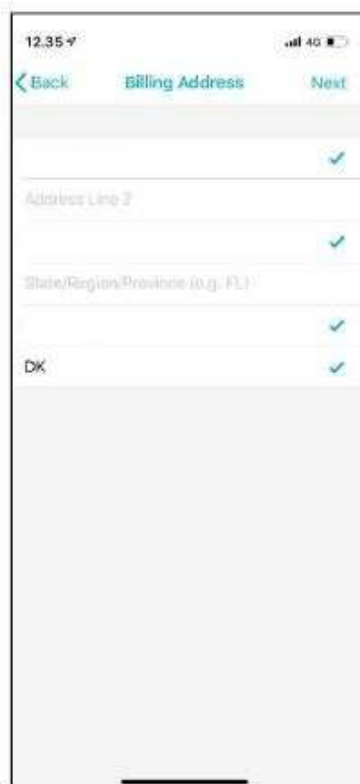 12.35 4G
Back Billing Address Next
Address Line 2
State/Region/Province (e.g. FL)
DK